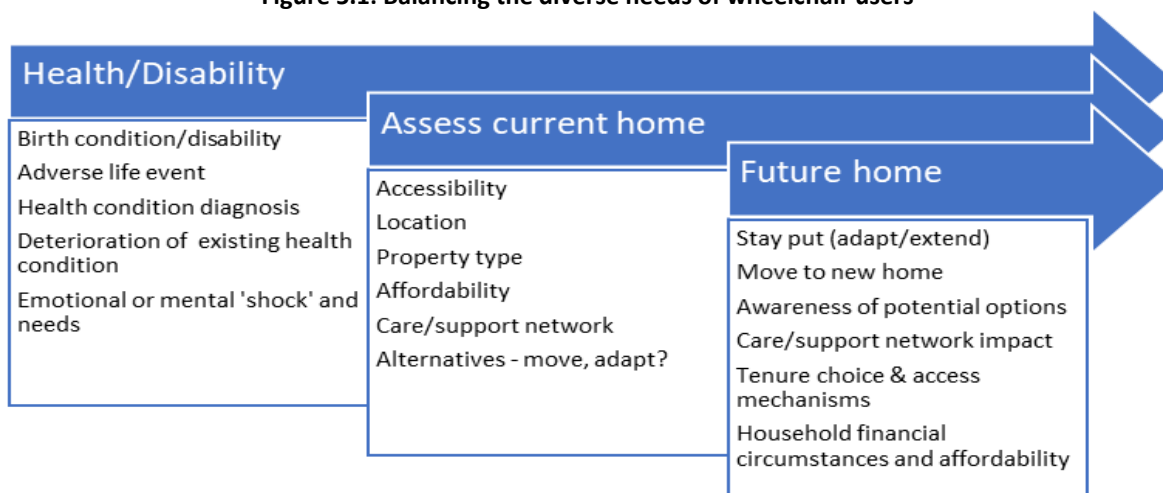 Balancing the diverse needs of wheelchair users
Health/Disability
Birth condition/disability
Adverse life event
Health condition diagnosis
Deterioration of existing health
condition
Emotional or mental 'shock' and
needs
Assess current home
Accessibility
Location
Property type
Affordability
Care/support network
Alternatives - move, adapt?
Future home
Stay put (adapt/extend)
Move to new home
Awareness of potential options
Care/support network impact
Tenure choice & access
mechanisms
Household financial
circumstances and affordability